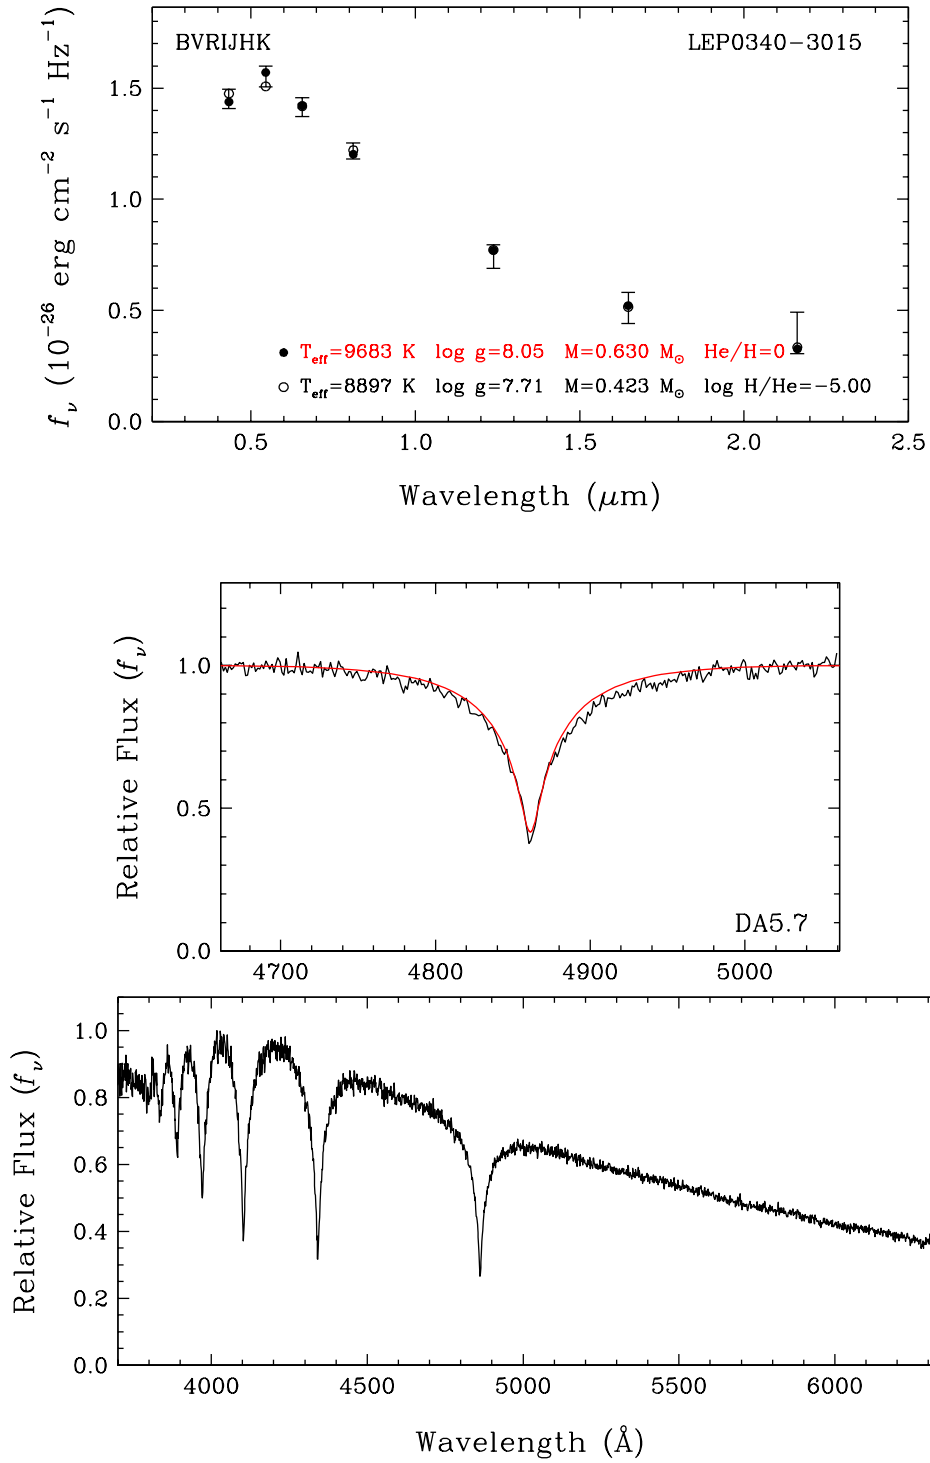 BVRIJHK LEP0340−3015
f_ν (10^−26 erg cm^−2 s^−1 Hz^−1)
1.5
1.0
0.5
0.0
T_eff=9683 K log g=8.05 M=0.630 M_⊙ He/H=0
T_eff=8897 K log g=7.71 M=0.423 M_⊙ log H/He=−5.00
0.5 1.0 1.5 2.0 2.5
Wavelength (μm)
Relative Flux (f_ν)
1.0
0.5
0.0
DA5.7
4700 4800 4900 5000
Relative Flux (f_ν)
1.0
0.8
0.6
0.4
0.2
0.0
4000 4500 5000 5500 6000
Wavelength (Å)